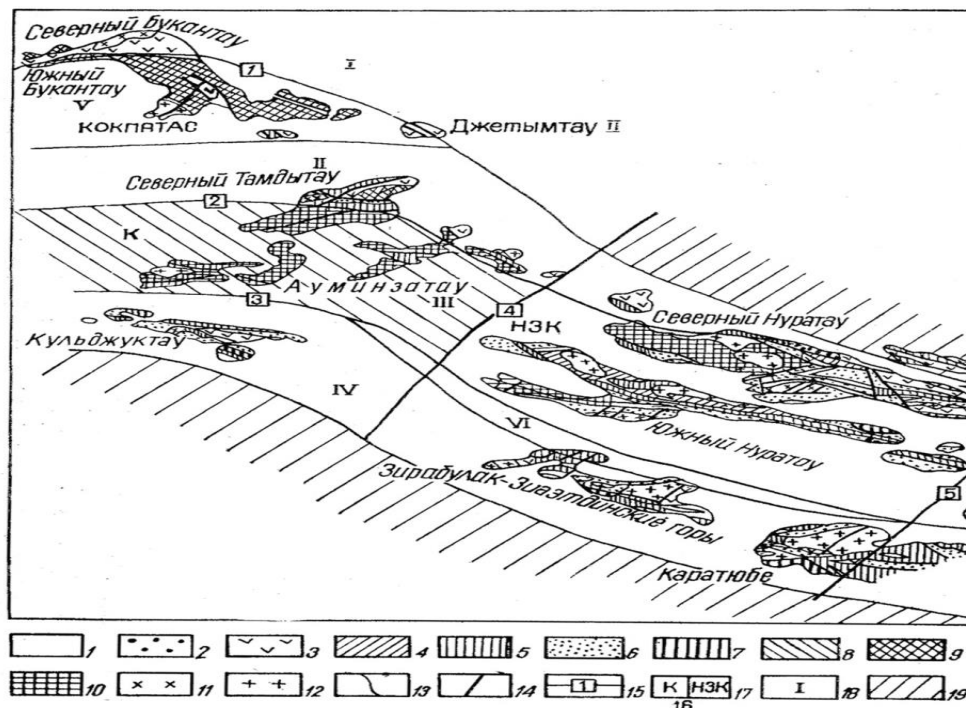 Северный Букантау
1
I
Южный
Букантау
V
КОКПАТАС
Джетымтау II
II
Северный Тамдытау
2
К
Ауминзатау
III
3
4
НЗК
Северный Нуратау
Кульджуктау
IV
VI
Южный Нуратау
Зирабулак-Зиаэтдинские горы
5
Каратюбе
1 2 3 4 5 6 7 8 9
10 11 12 13 14 1 15 К НЗК 17 I 18 19
16